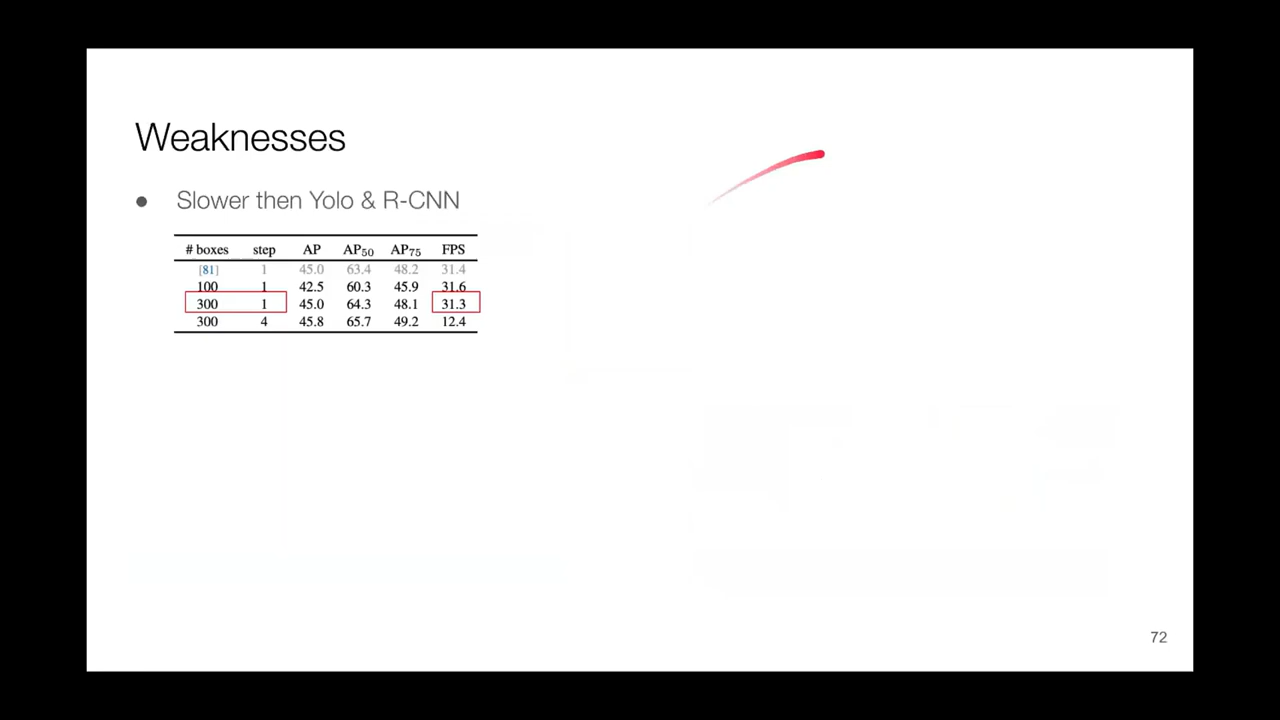 Weaknesses
● Slower then Yolo & R-CNN
# boxes step AP AP50 AP75 FPS
[81] 1 45.0 63.4 48.2 31.4
100 1 42.5 60.3 45.9 31.6
300 1 45.0 64.3 48.1 31.3
300 4 45.8 65.7 49.2 12.4
72